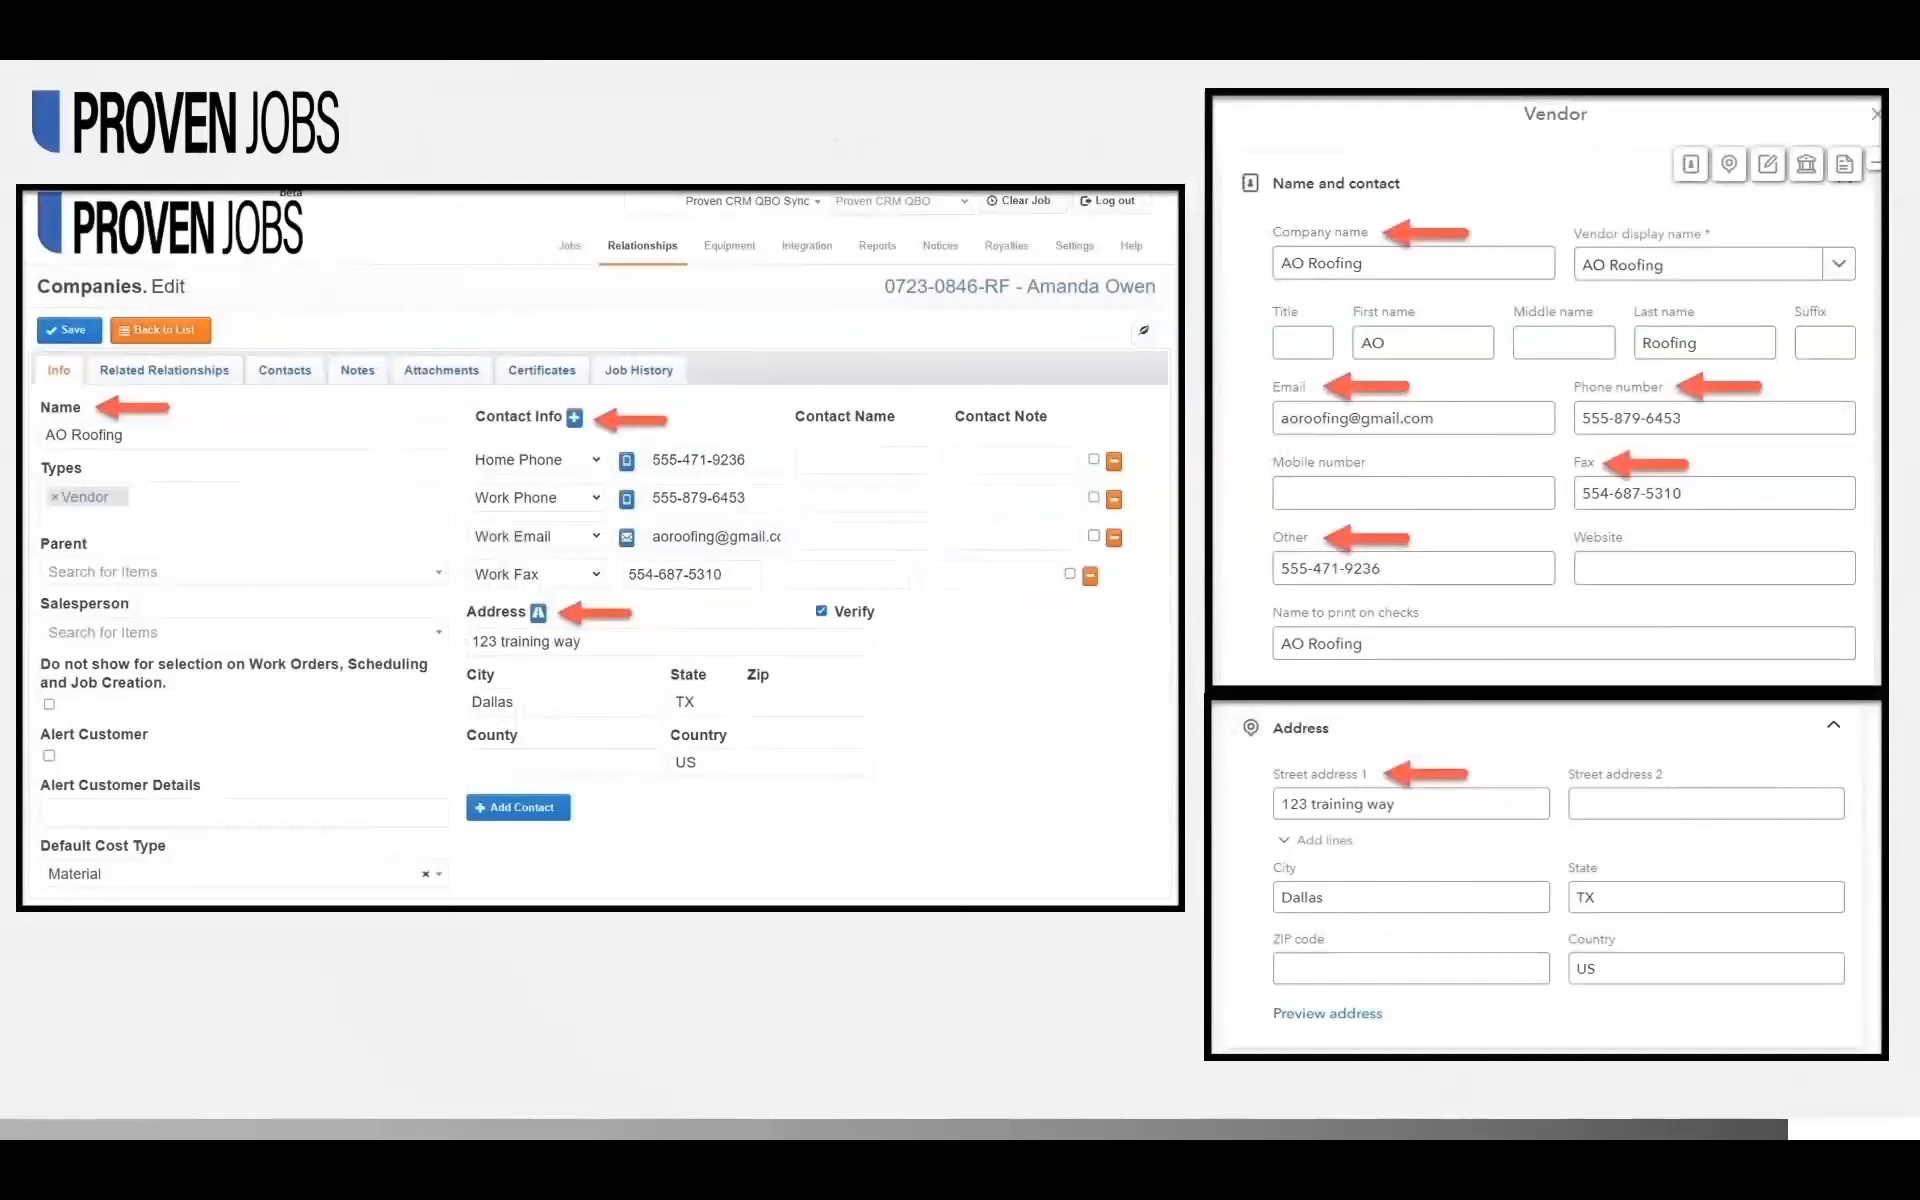 PROVEN JOBS
beta
PROVEN JOBS
Proven CRM QBO Sync
Proven CRM QBO
Clear Job
Log out
Jobs
Relationships
Equipment
Integration
Reports
Notices
Royalties
Settings
Help
Companies. Edit
0723-0846-RF - Amanda Owen
Save
Back to List
Info
Related Relationships
Contacts
Notes
Attachments
Certificates
Job History
Name
AO Roofing
Types
× Vendor
Parent
Search for Items
Salesperson
Search for Items
Do not show for selection on Work Orders, Scheduling
and Job Creation.
Alert Customer
Alert Customer Details
Default Cost Type
Material
Contact Info
Contact Name
Contact Note
Home Phone
555-471-9236
Work Phone
555-879-6453
Work Email
aoroofing@gmail.cc
Work Fax
554-687-5310
Address
Verify
123 training way
City
State
Zip
Dallas
TX
County
Country
US
Add Contact
Vendor
Name and contact
Company name
Vendor display name *
AO Roofing
AO Roofing
Title
First name
Middle name
Last name
Suffix
AO
Roofing
Email
Phone number
aoroofing@gmail.com
555-879-6453
Mobile number
Fax
554-687-5310
Other
Website
555-471-9236
Name to print on checks
AO Roofing
Address
Street address 1
Street address 2
123 training way
Add lines
City
State
Dallas
TX
ZIP code
Country
US
Preview address